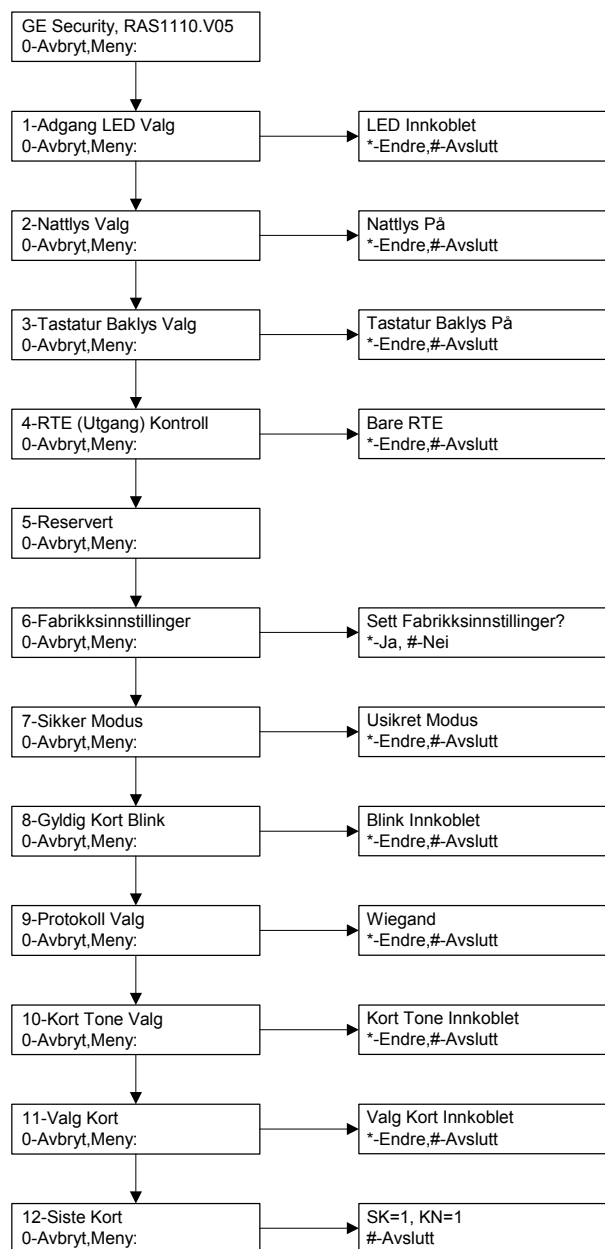 GE Security, RAS1110.V05
0-Avbryt,Meny:
1-Adgang LED Valg
0-Avbryt,Meny:
LED Innkoblet
*-Endre,#-Avslutt
2-Nattlys Valg
0-Avbryt,Meny:
Nattlys På
*-Endre,#-Avslutt
3-Tastatur Baklys Valg
0-Avbryt,Meny:
Tastatur Baklys På
*-Endre,#-Avslutt
4-RTE (Utgang) Kontroll
0-Avbryt,Meny:
Bare RTE
*-Endre,#-Avslutt
5-Reservert
0-Avbryt,Meny:
6-Fabrikksinnstillinger
0-Avbryt,Meny:
Sett Fabrikksinnstillinger?
*-Ja, #-Nei
7-Sikker Modus
0-Avbryt,Meny:
Usikret Modus
*-Endre,#-Avslutt
8-Gyldig Kort Blink
0-Avbryt,Meny:
Blink Innkoblet
*-Endre,#-Avslutt
9-Protokoll Valg
0-Avbryt,Meny:
Wiegand
*-Endre,#-Avslutt
10-Kort Tone Valg
0-Avbryt,Meny:
Kort Tone Innkoblet
*-Endre,#-Avslutt
11-Valg Kort
0-Avbryt,Meny:
Valg Kort Innkoblet
*-Endre,#-Avslutt
12-Siste Kort
0-Avbryt,Meny:
SK=1, KN=1
#-Avslutt